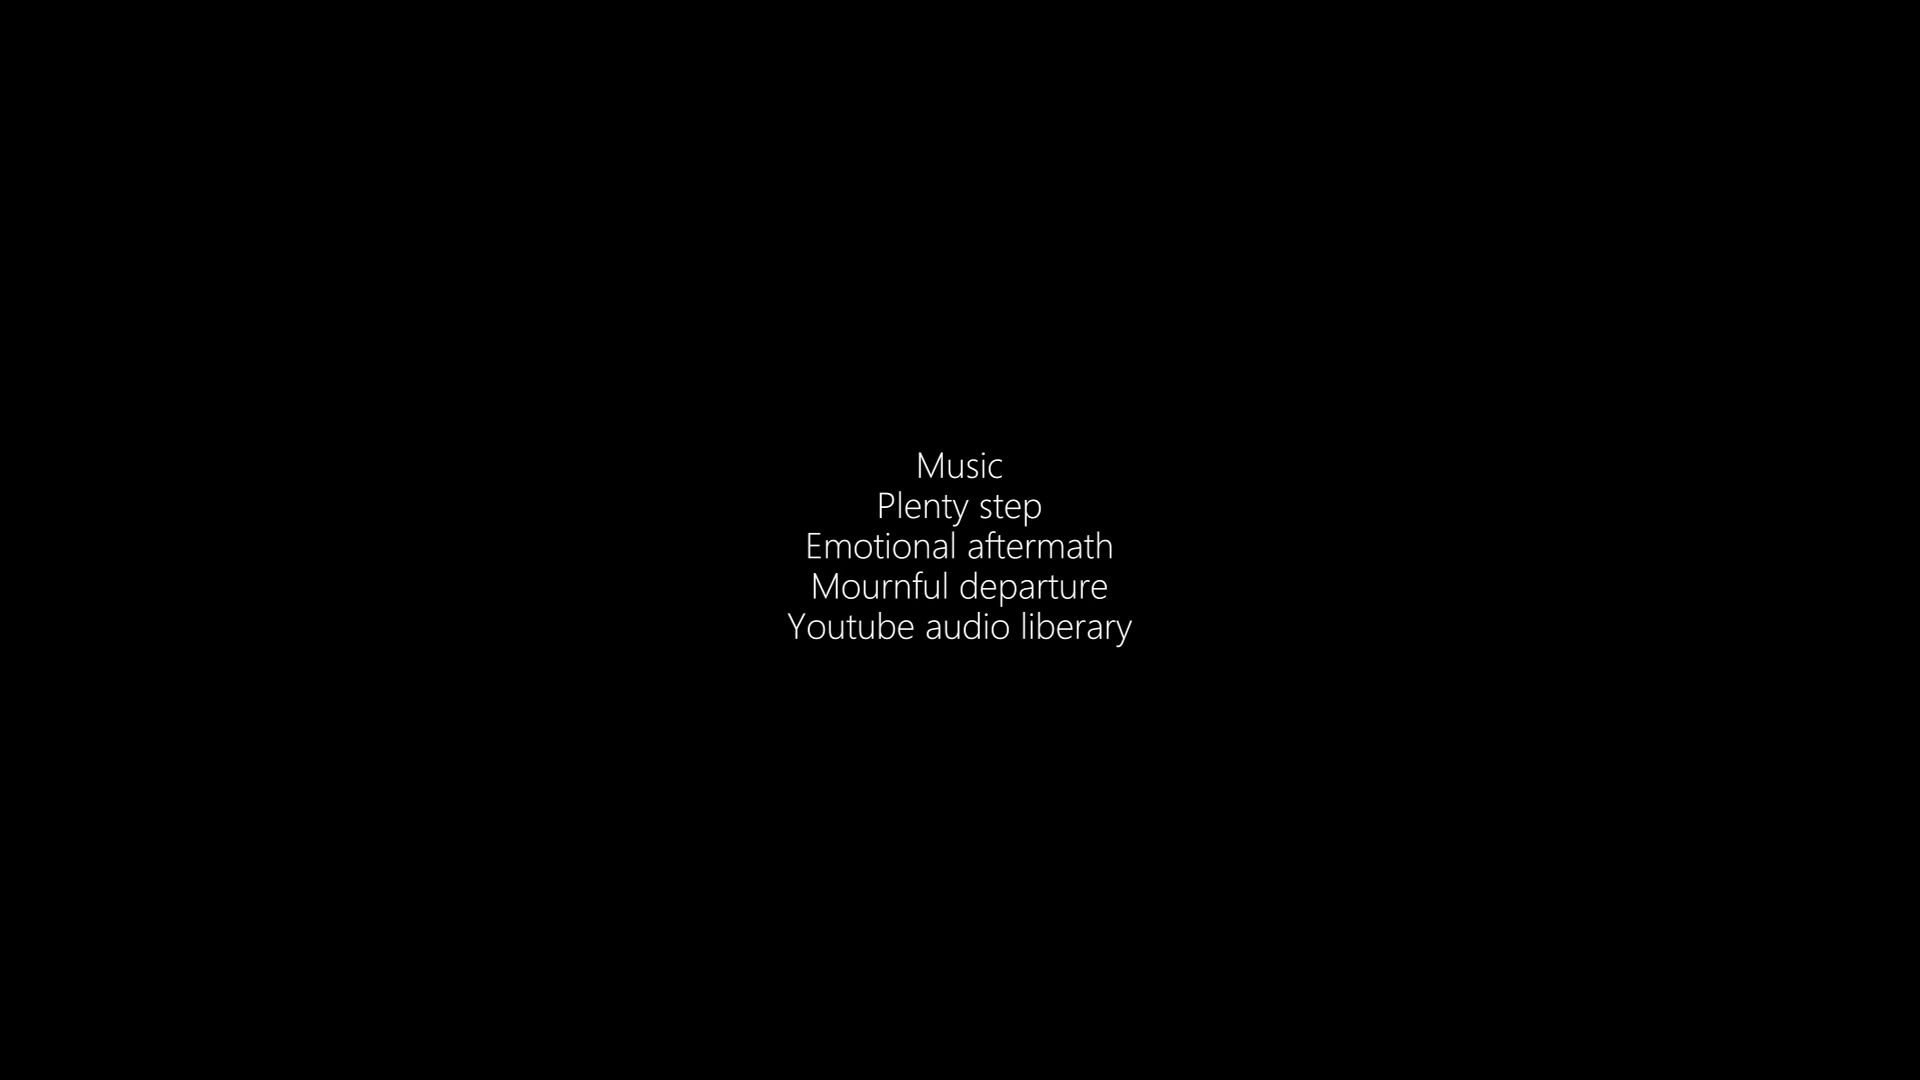 Music
Plenty step
Emotional aftermath
Mournful departure
Youtube audio liberary